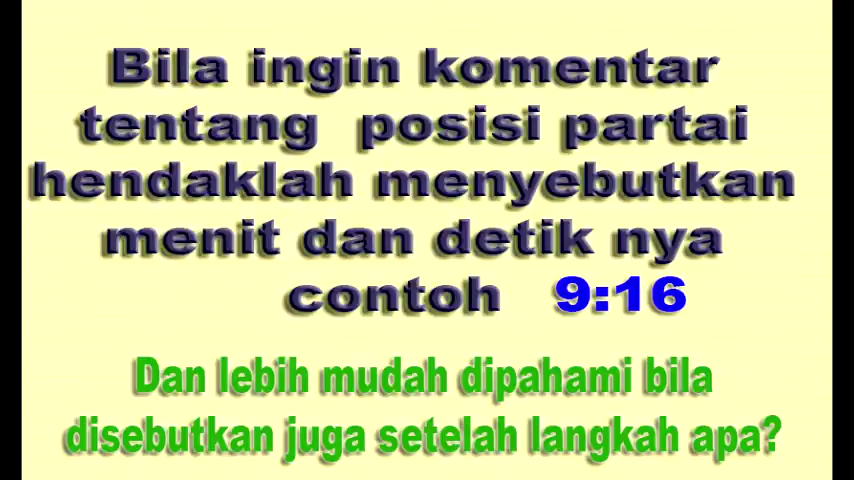 Bila ingin komentar
tentang posisi partai
hendaklah menyebutkan
menit dan detik nya
contoh 9:16
Dan lebih mudah dipahami bila
disebutkan juga setelah langkah apa?